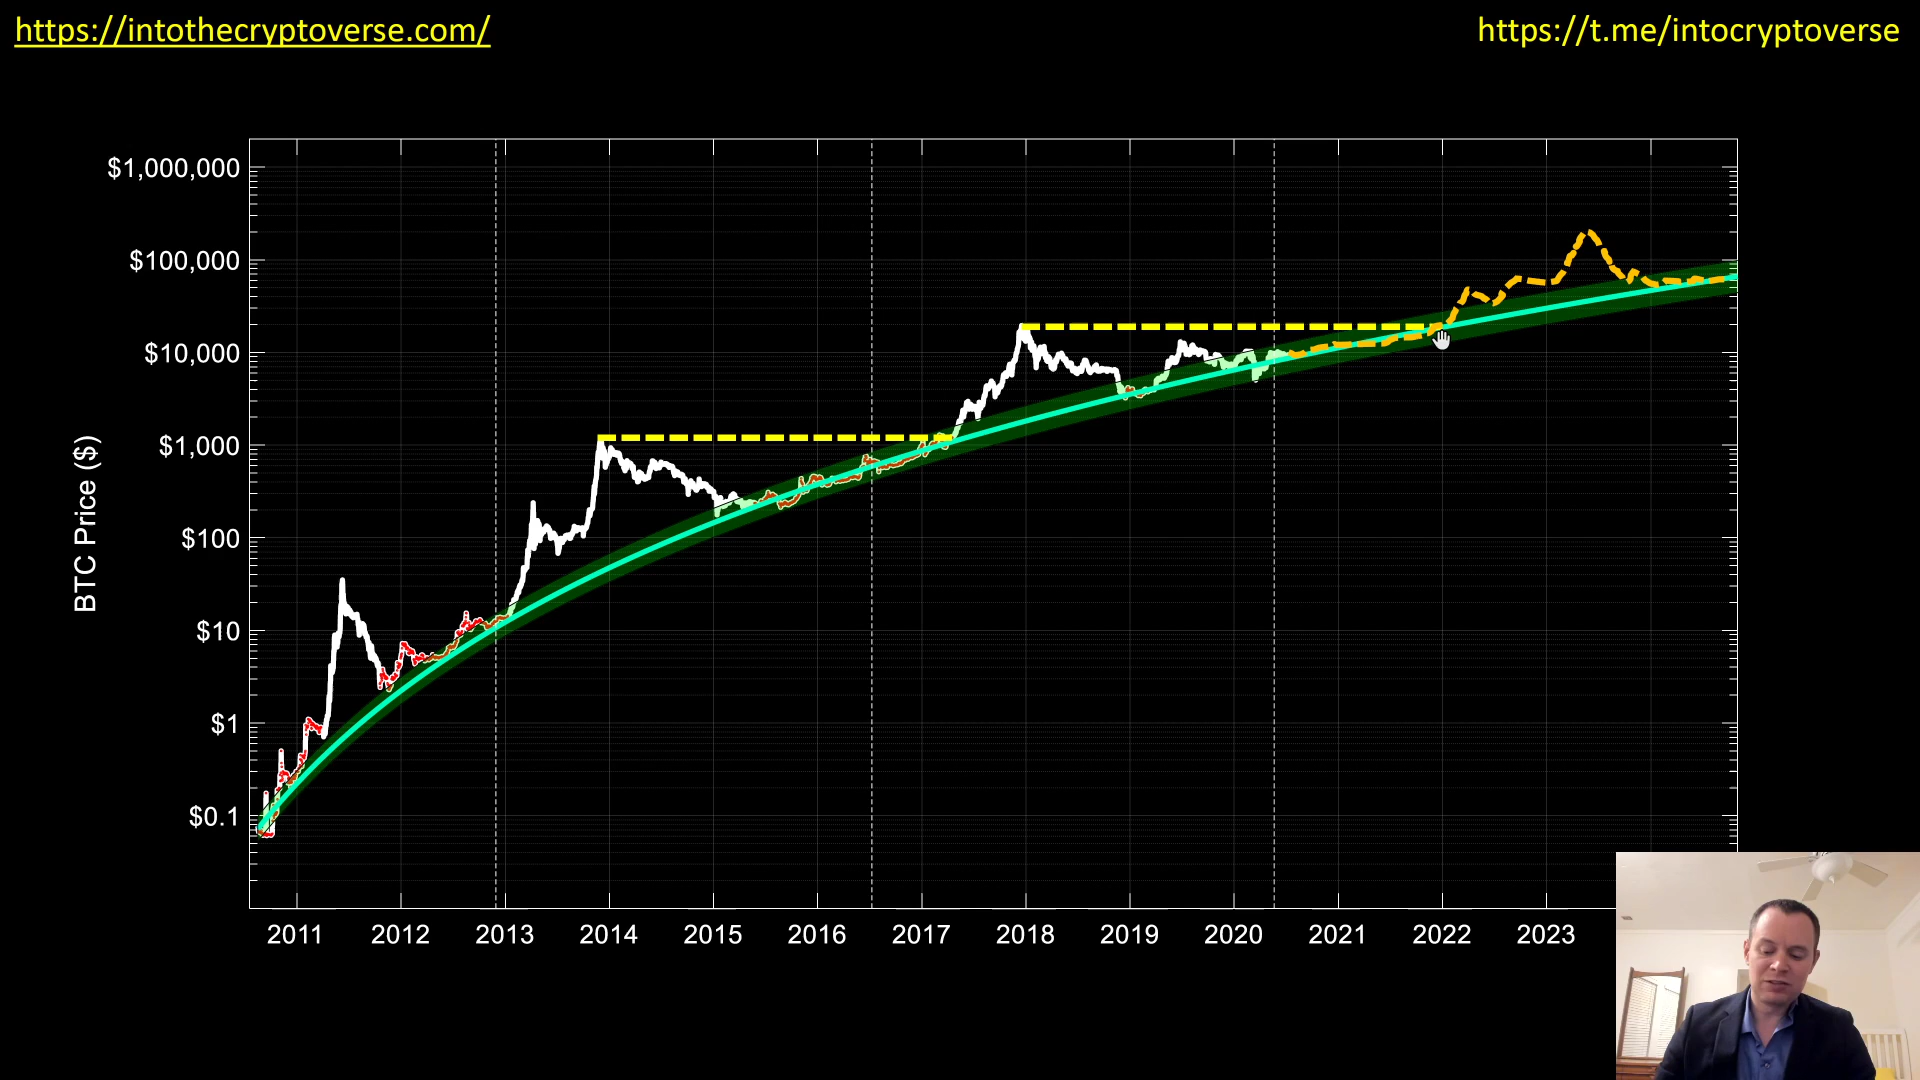 https://intothecryptoverse.com/
https://t.me/intocryptoverse
$1,000,000
$100,000
$10,000
$1,000
$100
$10
$1
$0.1
BTC Price ($)
2011 2012 2013 2014 2015 2016 2017 2018 2019 2020 2021 2022 2023